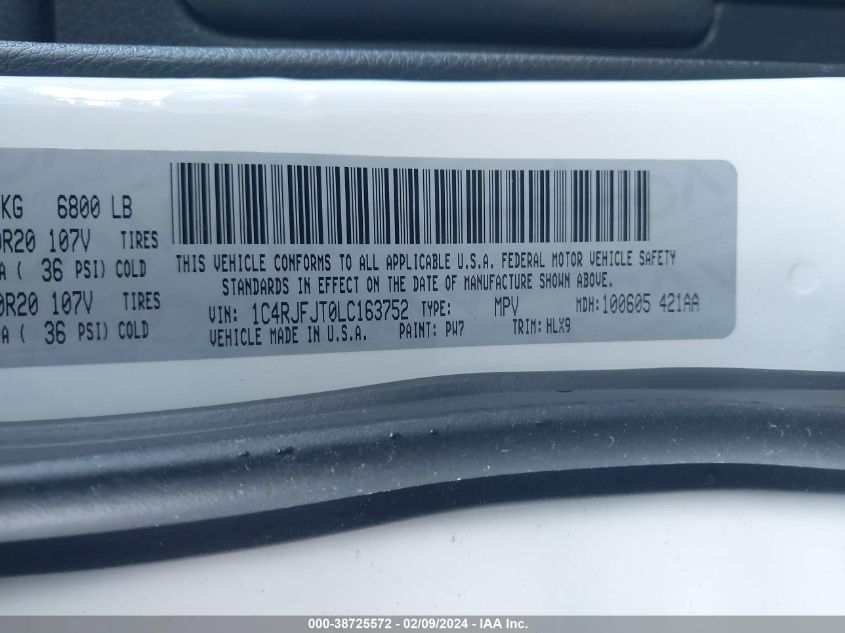 KG 6800 LB
R20 107V TIRES
( 36 PSI) COLD
0R20 107V TIRES
A ( 36 PSI) COLD
THIS VEHICLE CONFORMS TO ALL APPLICABLE U.S.A. FEDERAL MOTOR VEHICLE SAFETY
STANDARDS IN EFFECT ON THE DATE OF MANUFACTURE SHOWN ABOVE.
VIN: 1C4RJFJT0LC163752 TYPE: MPV MDH:100605 421AA
VEHICLE MADE IN U.S.A. PAINT: PW7 TRIM: HLX9
000-38725572 — 02/09/2024 — IAA Inc.